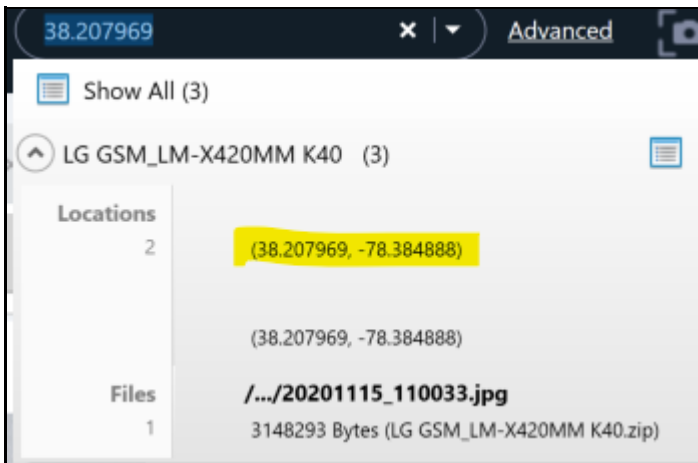 38.207969 Advanced
Show All (3)
LG GSM_LM-X420MM K40 (3)
Locations
2 (38.207969, -78.384888)
(38.207969, -78.384888)
Files /.../20201115_110033.jpg
1 3148293 Bytes (LG GSM_LM-X420MM K40.zip)